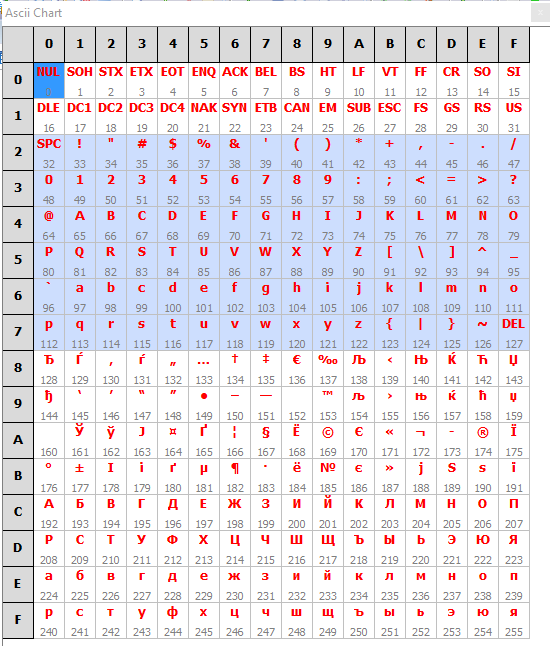 Ascii Chart
0 1 2 3 4 5 6 7 8 9 A B C D E F
0 NUL SOH STX ETX EOT ENQ ACK BEL BS HT LF VT FF CR SO SI
0 1 2 3 4 5 6 7 8 9 10 11 12 13 14 15
1 DLE DC1 DC2 DC3 DC4 NAK SYN ETB CAN EM SUB ESC FS GS RS US
16 17 18 19 20 21 22 23 24 25 26 27 28 29 30 31
2 SPC ! " # $ % & ' ( ) * + , - . /
32 33 34 35 36 37 38 39 40 41 42 43 44 45 46 47
3 0 1 2 3 4 5 6 7 8 9 : ; < = > ?
48 49 50 51 52 53 54 55 56 57 58 59 60 61 62 63
4 @ A B C D E F G H I J K L M N O
64 65 66 67 68 69 70 71 72 73 74 75 76 77 78 79
5 P Q R S T U V W X Y Z [ \ ] ^ _
80 81 82 83 84 85 86 87 88 89 90 91 92 93 94 95
6 ` a b c d e f g h i j k l m n o
96 97 98 99 100 101 102 103 104 105 106 107 108 109 110 111
7 p q r s t u v w x y z { | } ~ DEL
112 113 114 115 116 117 118 119 120 121 122 123 124 125 126 127
8 Ђ Ѓ ‚ ѓ „ … † ‡ € ‰ Љ ‹ Њ Ќ Ћ Џ
128 129 130 131 132 133 134 135 136 137 138 139 140 141 142 143
9 ђ ‘ ’ “ ” • – — ™ љ › њ ќ ћ џ
144 145 146 147 148 149 150 151 152 153 154 155 156 157 158 159
A Ў ў Ј ¤ Ґ ¦ § Ё © Є « ¬ - ® Ї
160 161 162 163 164 165 166 167 168 169 170 171 172 173 174 175
B ° ± І і ґ µ ¶ · ё № є » ј Ѕ ѕ ї
176 177 178 179 180 181 182 183 184 185 186 187 188 189 190 191
C А Б В Г Д Е Ж З И Й К Л М Н О П
192 193 194 195 196 197 198 199 200 201 202 203 204 205 206 207
D Р С Т У Ф Х Ц Ч Ш Щ Ъ Ы Ь Э Ю Я
208 209 210 211 212 213 214 215 216 217 218 219 220 221 222 223
E а б в г д е ж з и й к л м н о п
224 225 226 227 228 229 230 231 232 233 234 235 236 237 238 239
F р с т у ф х ц ч ш щ ъ ы ь э ю я
240 241 242 243 244 245 246 247 248 249 250 251 252 253 254 255